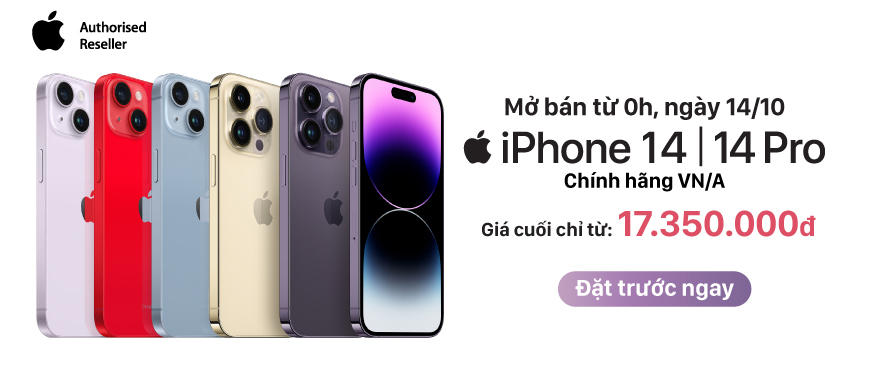 Authorised
Reseller
Mở bán từ 0h, ngày 14/10
iPhone 14 | 14 Pro
Chính hãng VN/A
Giá cuối chỉ từ: 17.350.000đ
Đặt trước ngay